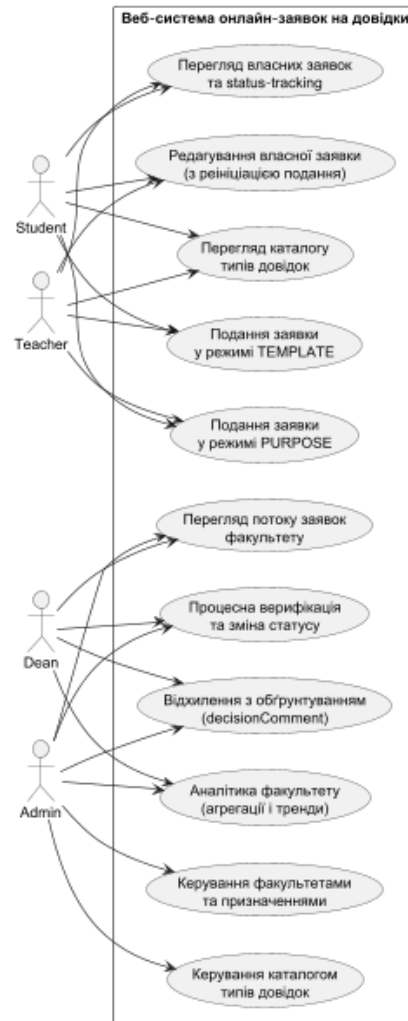 Веб-система онлайн-заявок на довідки
Перегляд власних заявок
та status-tracking
Редагування власної заявки
(з реініціацією подання)
Student
Перегляд каталогу
типів довідок
Teacher
Подання заявки
у режимі TEMPLATE
Подання заявки
у режимі PURPOSE
Перегляд потоку заявок
факультету
Процесна верифікація
та зміна статусу
Dean
Відхилення з обґрунтуванням
(decisionComment)
Admin
Аналітика факультету
(агрегації і тренди)
Керування факультетами
та призначеннями
Керування каталогом
типів довідок